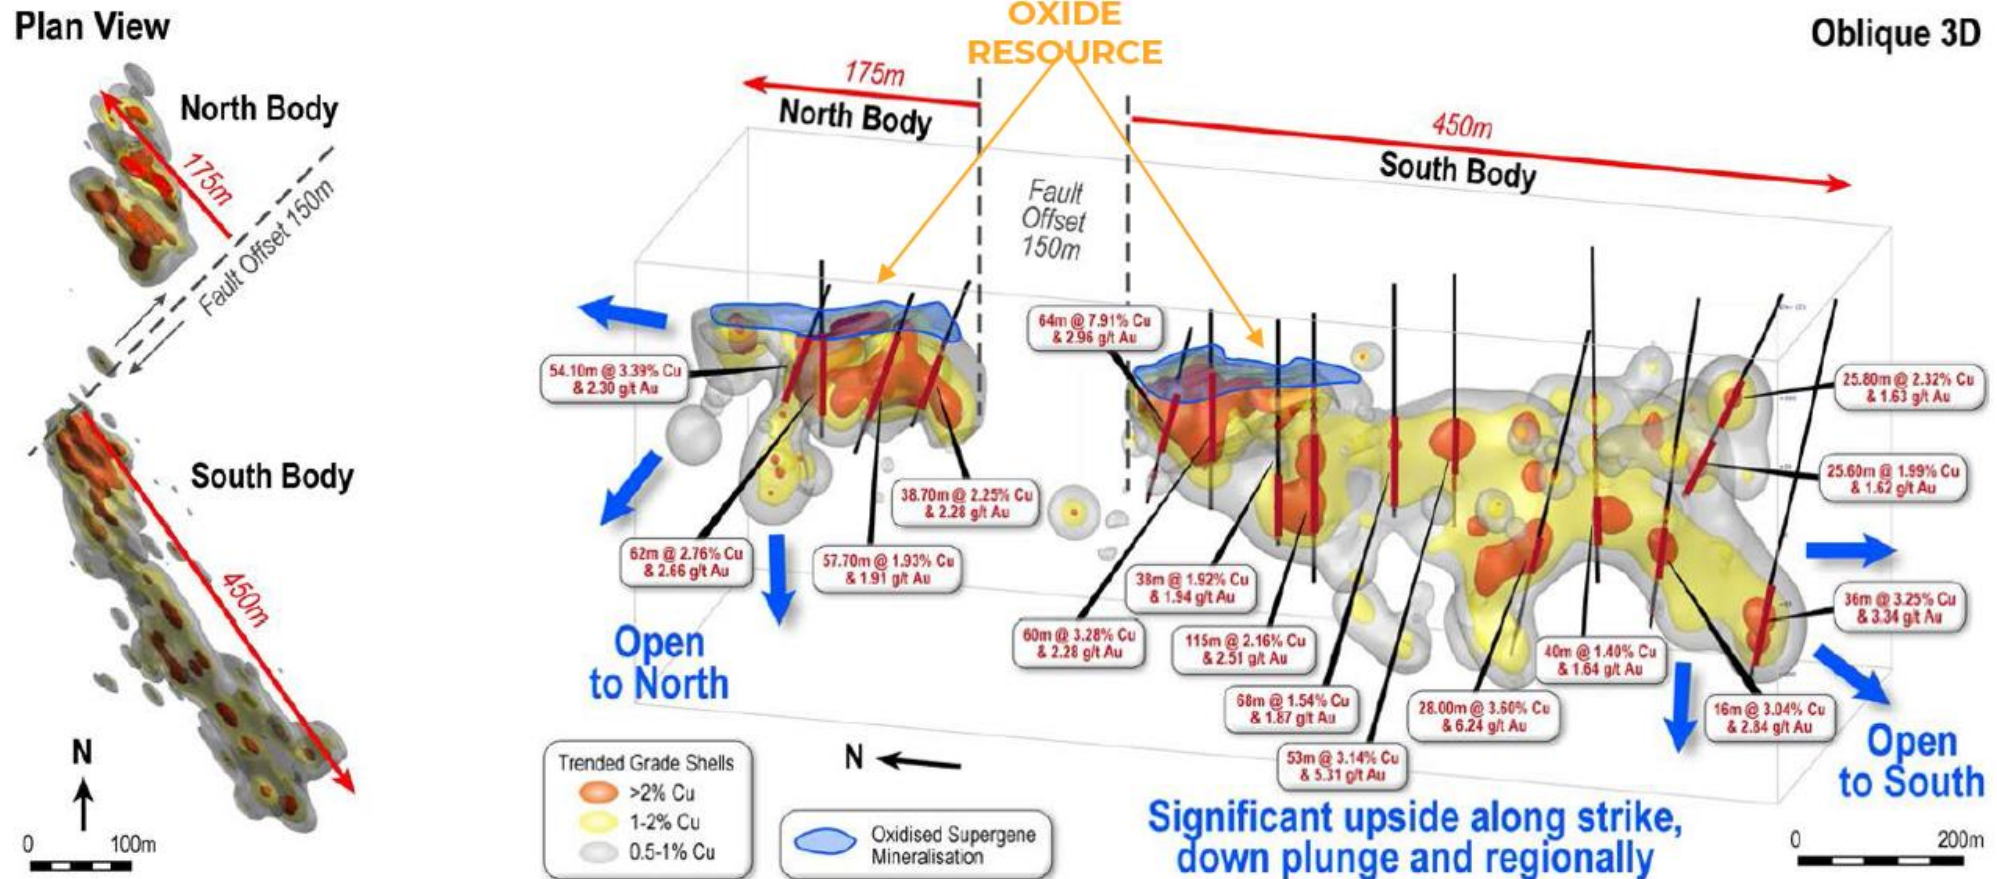 Plan View
North Body
175m
Fault Offset 150m
South Body
450m
N
0
100m
OXIDE
RESOURCE
Oblique 3D
175m
North Body
Fault
Offset
150m
450m
South Body
54.10m @ 3.39% Cu
& 2.30 g/t Au
62m @ 2.76% Cu
& 2.66 g/t Au
57.70m @ 1.93% Cu
& 1.91 g/t Au
38.70m @ 2.25% Cu
& 2.28 g/t Au
64m @ 7.91% Cu
& 2.96 g/t Au
60m @ 3.28% Cu
& 2.28 g/t Au
38m @ 1.92% Cu
& 1.94 g/t Au
115m @ 2.16% Cu
& 2.51 g/t Au
68m @ 1.54% Cu
& 1.87 g/t Au
53m @ 3.14% Cu
& 5.31 g/t Au
28.00m @ 3.60% Cu
& 6.24 g/t Au
40m @ 1.40% Cu
& 1.64 g/t Au
16m @ 3.04% Cu
& 2.84 g/t Au
25.80m @ 2.32% Cu
& 1.63 g/t Au
25.60m @ 1.99% Cu
& 1.62 g/t Au
36m @ 3.25% Cu
& 3.34 g/t Au
Open
to North
Open
to South
Trended Grade Shells
>2% Cu
1-2% Cu
0.5-1% Cu
N
Oxidised Supergene
Mineralisation
Significant upside along strike,
down plunge and regionally
0
200m